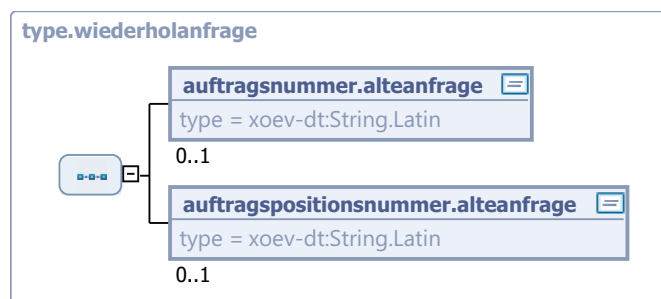 type.wiederholanfrage
auftragsnummer.alteanfrage
type = xoev-dt:String.Latin
0..1
auftragspositionsnummer.alteanfrage
type = xoev-dt:String.Latin
0..1